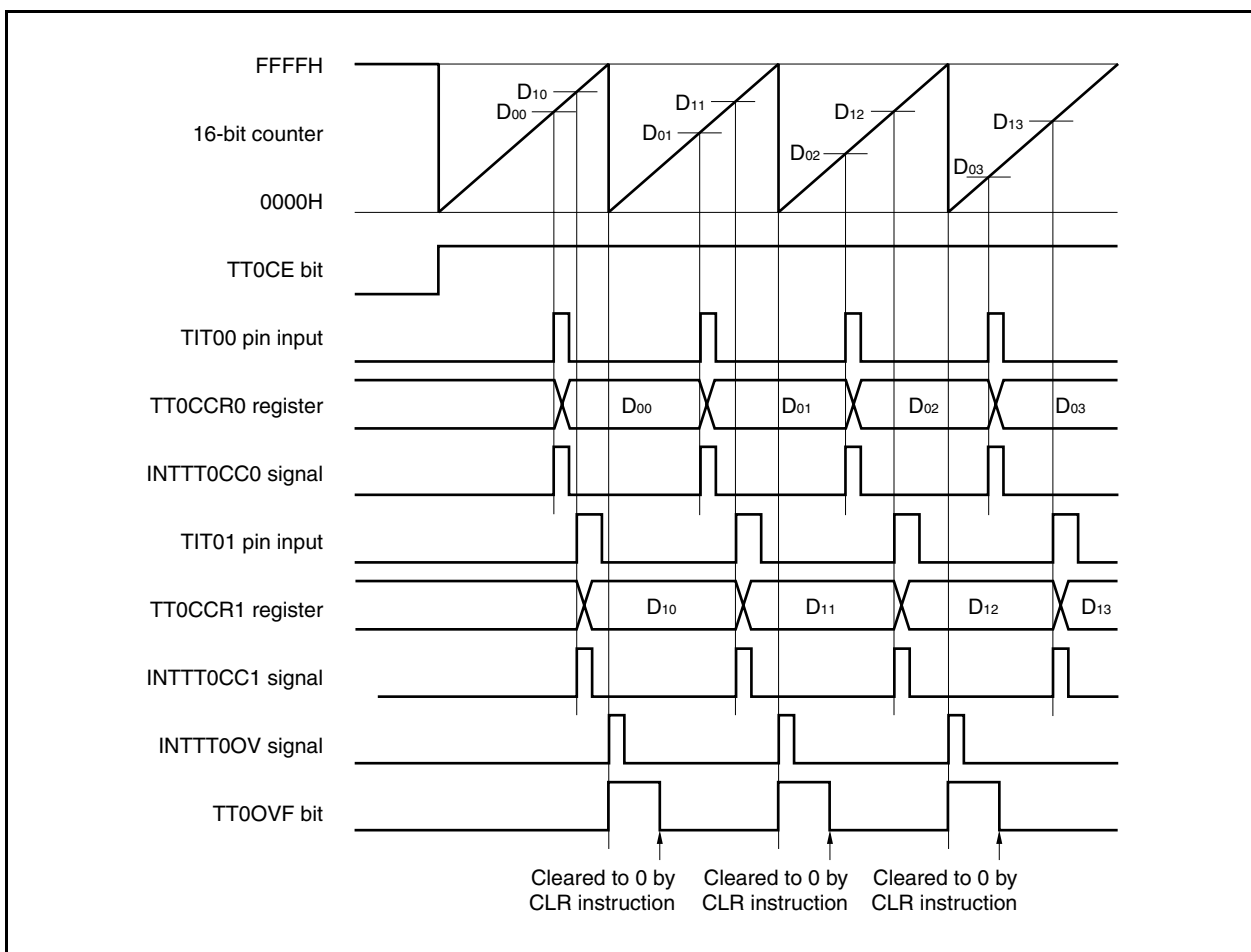 FFFFH
D10
D00
D11
D01
D12
D02
D13
D03
16-bit counter
0000H
TT0CE bit
TIT00 pin input
TT0CCR0 register
D00
D01
D02
D03
INTTT0CC0 signal
TIT01 pin input
TT0CCR1 register
D10
D11
D12
D13
INTTT0CC1 signal
INTTT0OV signal
TT0OVF bit
Cleared to 0 by
CLR instruction
Cleared to 0 by
CLR instruction
Cleared to 0 by
CLR instruction